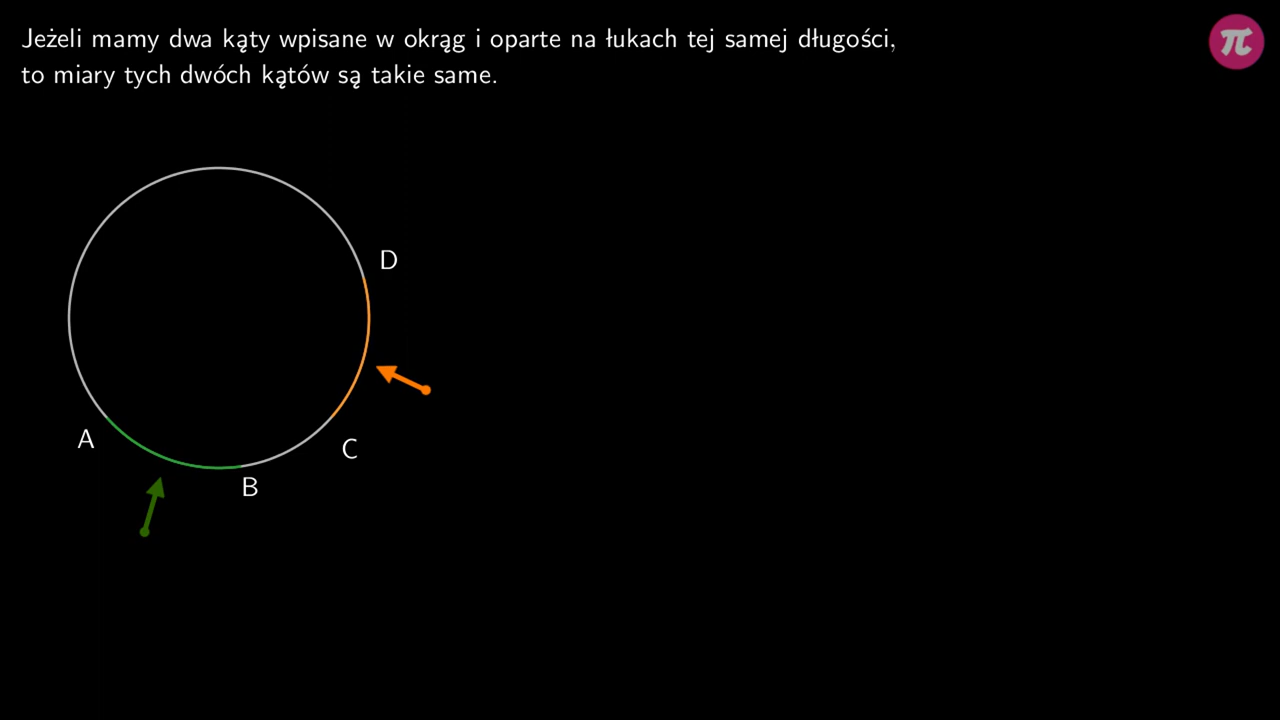 Jeżeli mamy dwa kąty wpisane w okrąg i oparte na łukach tej samej długości,
to miary tych dwóch kątów są takie same.
π
D
A
C
B